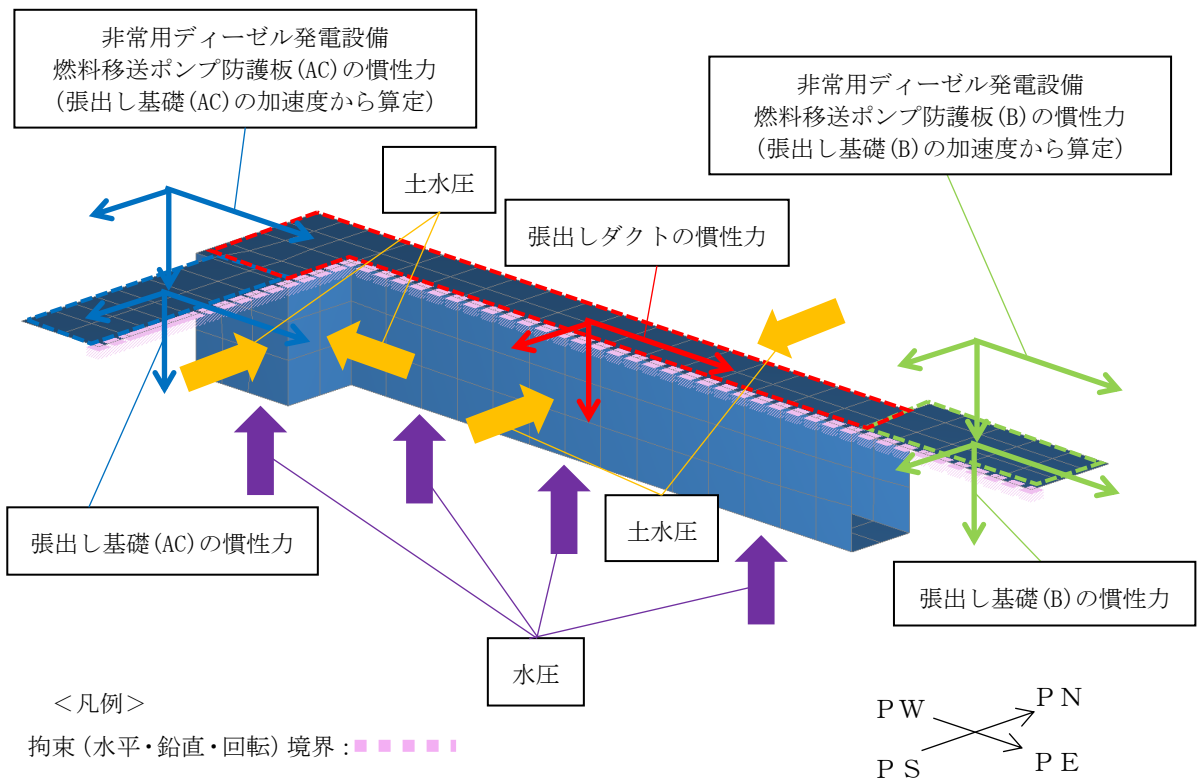 非常用ディーゼル発電設備
燃料移送ポンプ防護板(AC)の慣性力
(張出し基礎(AC)の加速度から算定)
非常用ディーゼル発電設備
燃料移送ポンプ防護板(B)の慣性力
(張出し基礎(B)の加速度から算定)
土水圧
張出しダクトの慣性力
張出し基礎(AC)の慣性力
土水圧
張出し基礎(B)の慣性力
水圧
＜凡例＞
拘束(水平・鉛直・回転)境界:
PW
PN
PS
PE